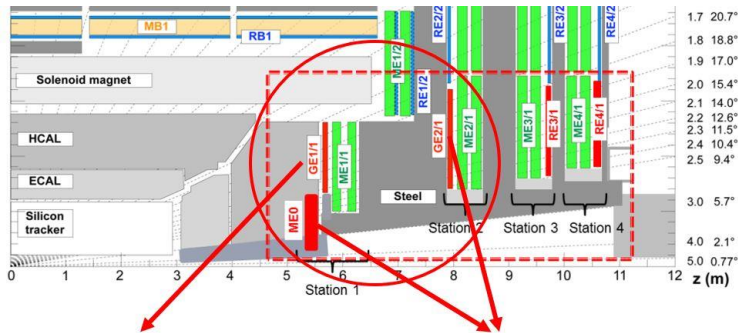 MB1
RB1
Solenoid magnet
HCAL
ECAL
Silicon
tracker
GE1/1
ME1/1
ME0
ME1/2
RE1/2
RE2/2
GE2/1
ME2/1
RE3/2
ME3/1
RE3/1
RE4/2
ME4/1
RE4/1
Steel
Station 2
Station 3
Station 4
Station 1
1.7 20.7°
1.8 18.8°
1.9 17.0°
2.0 15.4°
2.1 14.0°
2.2 12.6°
2.3 11.5°
2.4 10.4°
2.5 9.4°
3.0 5.7°
4.0 2.1°
5.0 0.77°
0 1 2 3 4 5 6 7 8 9 10 11 12 z (m)